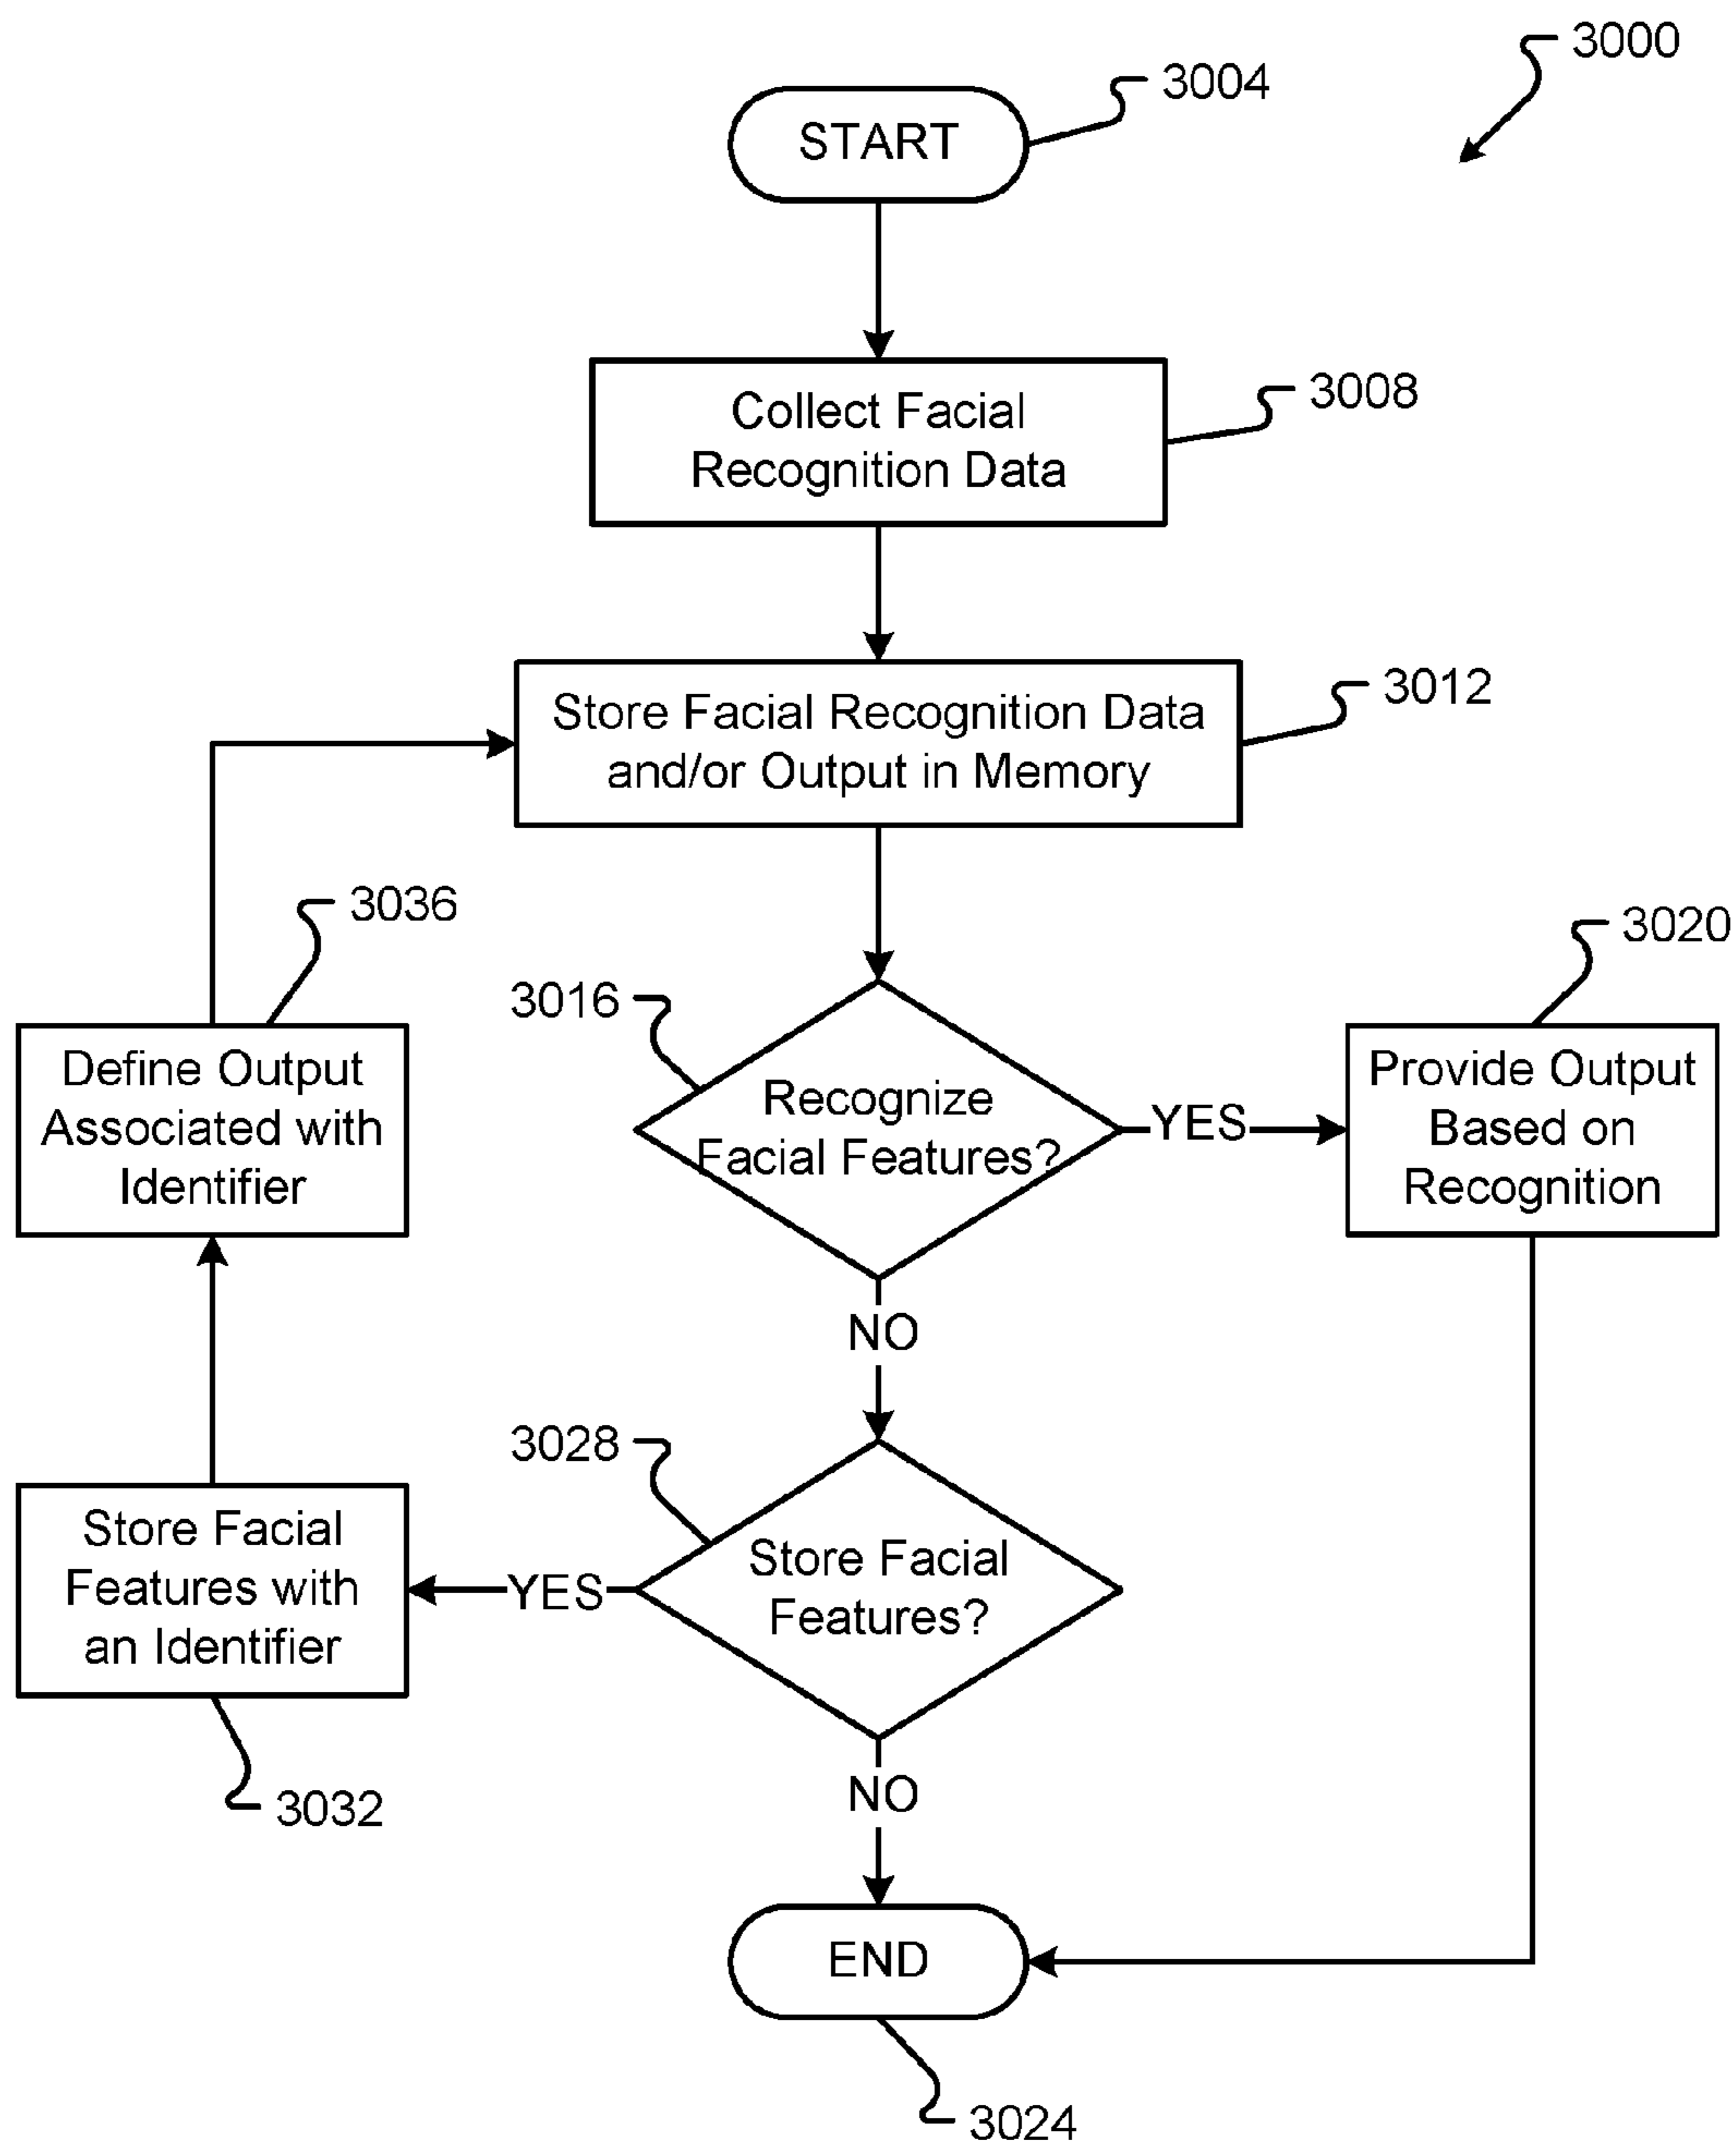 3000
START
3004
Collect Facial
Recognition Data
3008
Store Facial Recognition Data
and/or Output in Memory
3012
3036
Define Output
Associated with
Identifier
3016
Recognize
Facial Features?
YES
3020
Provide Output
Based on
Recognition
NO
3028
Store Facial
Features?
YES
Store Facial
Features with
an Identifier
3032
NO
END
3024